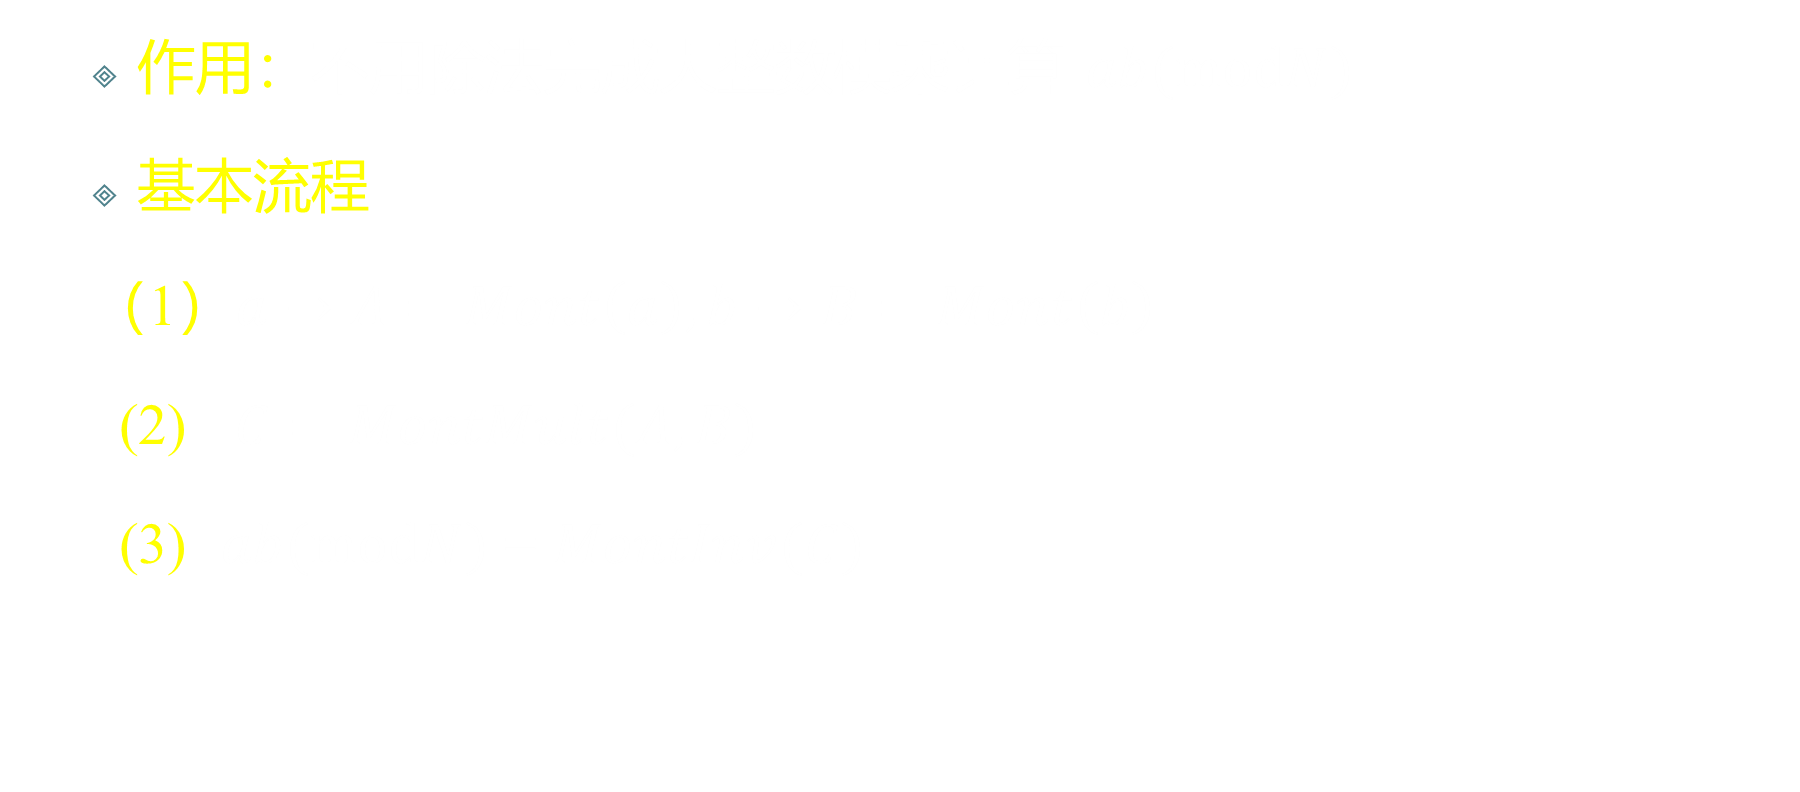 作用：
基本流程
（1）
(2)
(3)